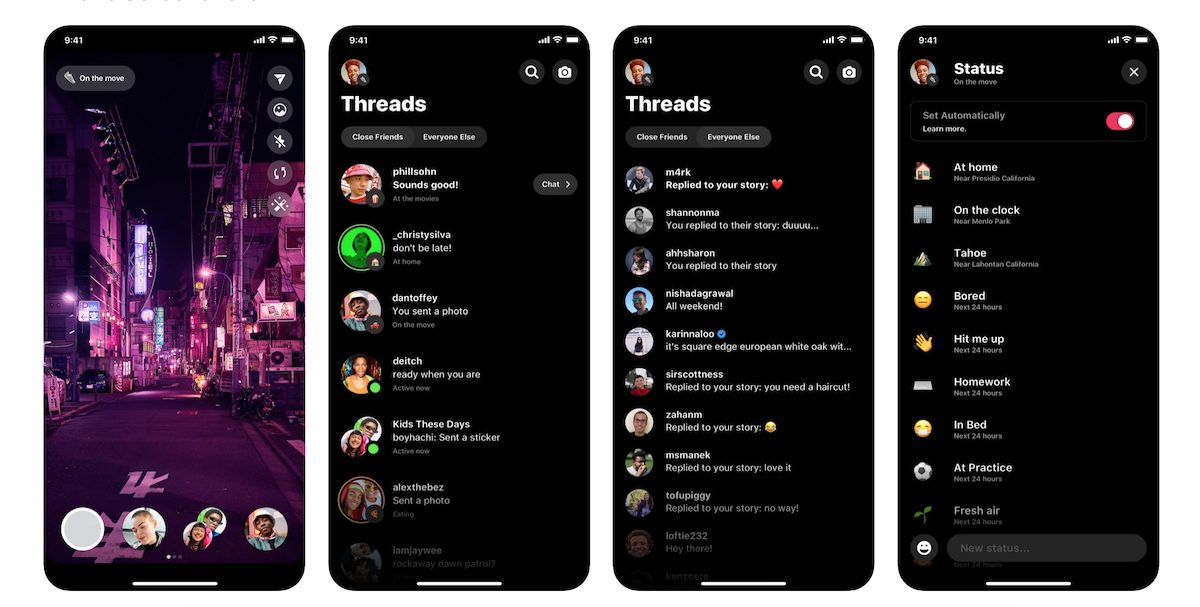 9:41
On the move
HOTEL
9:41
Threads
Close Friends
Everyone Else
phillsohn
Sounds good!
At the movies
Chat
_christysilva
don't be late!
At home
dantoffey
You sent a photo
On the move
deitch
ready when you are
Active now
Kids These Days
boyhachi: Sent a sticker
Active now
alexthebez
Sent a photo
Eating
iamjaywee
rockaway dawn patrol?
9:41
Threads
Close Friends
Everyone Else
m4rk
Replied to your story: ❤️
shannonma
You replied to their story: duuuu...
ahhsharon
You replied to their story
nishadagrawal
All weekend!
karinnaloo
it's square edge european white oak wit...
sirscottness
Replied to your story: you need a haircut!
zahanm
Replied to your story: 😂
msmanek
Replied to your story: love it
tofupiggy
Replied to your story: no way!
loftie232
Hey there!
kenzoere
9:41
Status
On the move
Set Automatically
Learn more.
At home
Near Presidio California
On the clock
Near Menlo Park
Tahoe
Near Lahontan California
Bored
Next 24 hours
Hit me up
Next 24 hours
Homework
Next 24 hours
In Bed
Next 24 hours
At Practice
Next 24 hours
Fresh air
Next 24 hours
New status...
Next 24 hours